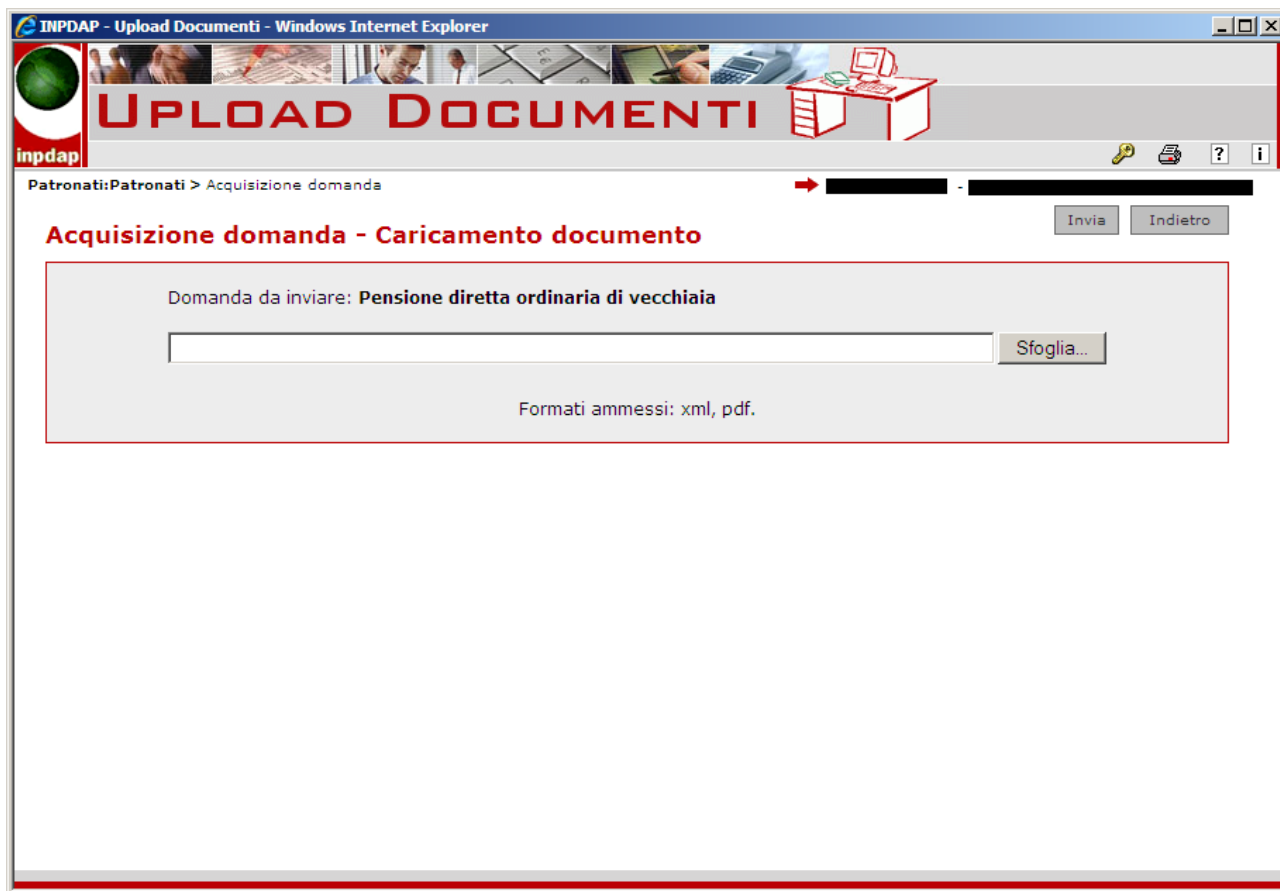 INPDAP - Upload Documenti - Windows Internet Explorer
UPLOAD DOCUMENTI
inpdap
? i
Patronati:Patronati > Acquisizione domanda -
Invia Indietro
Acquisizione domanda - Caricamento documento
Domanda da inviare: Pensione diretta ordinaria di vecchiaia
Sfoglia...
Formati ammessi: xml, pdf.